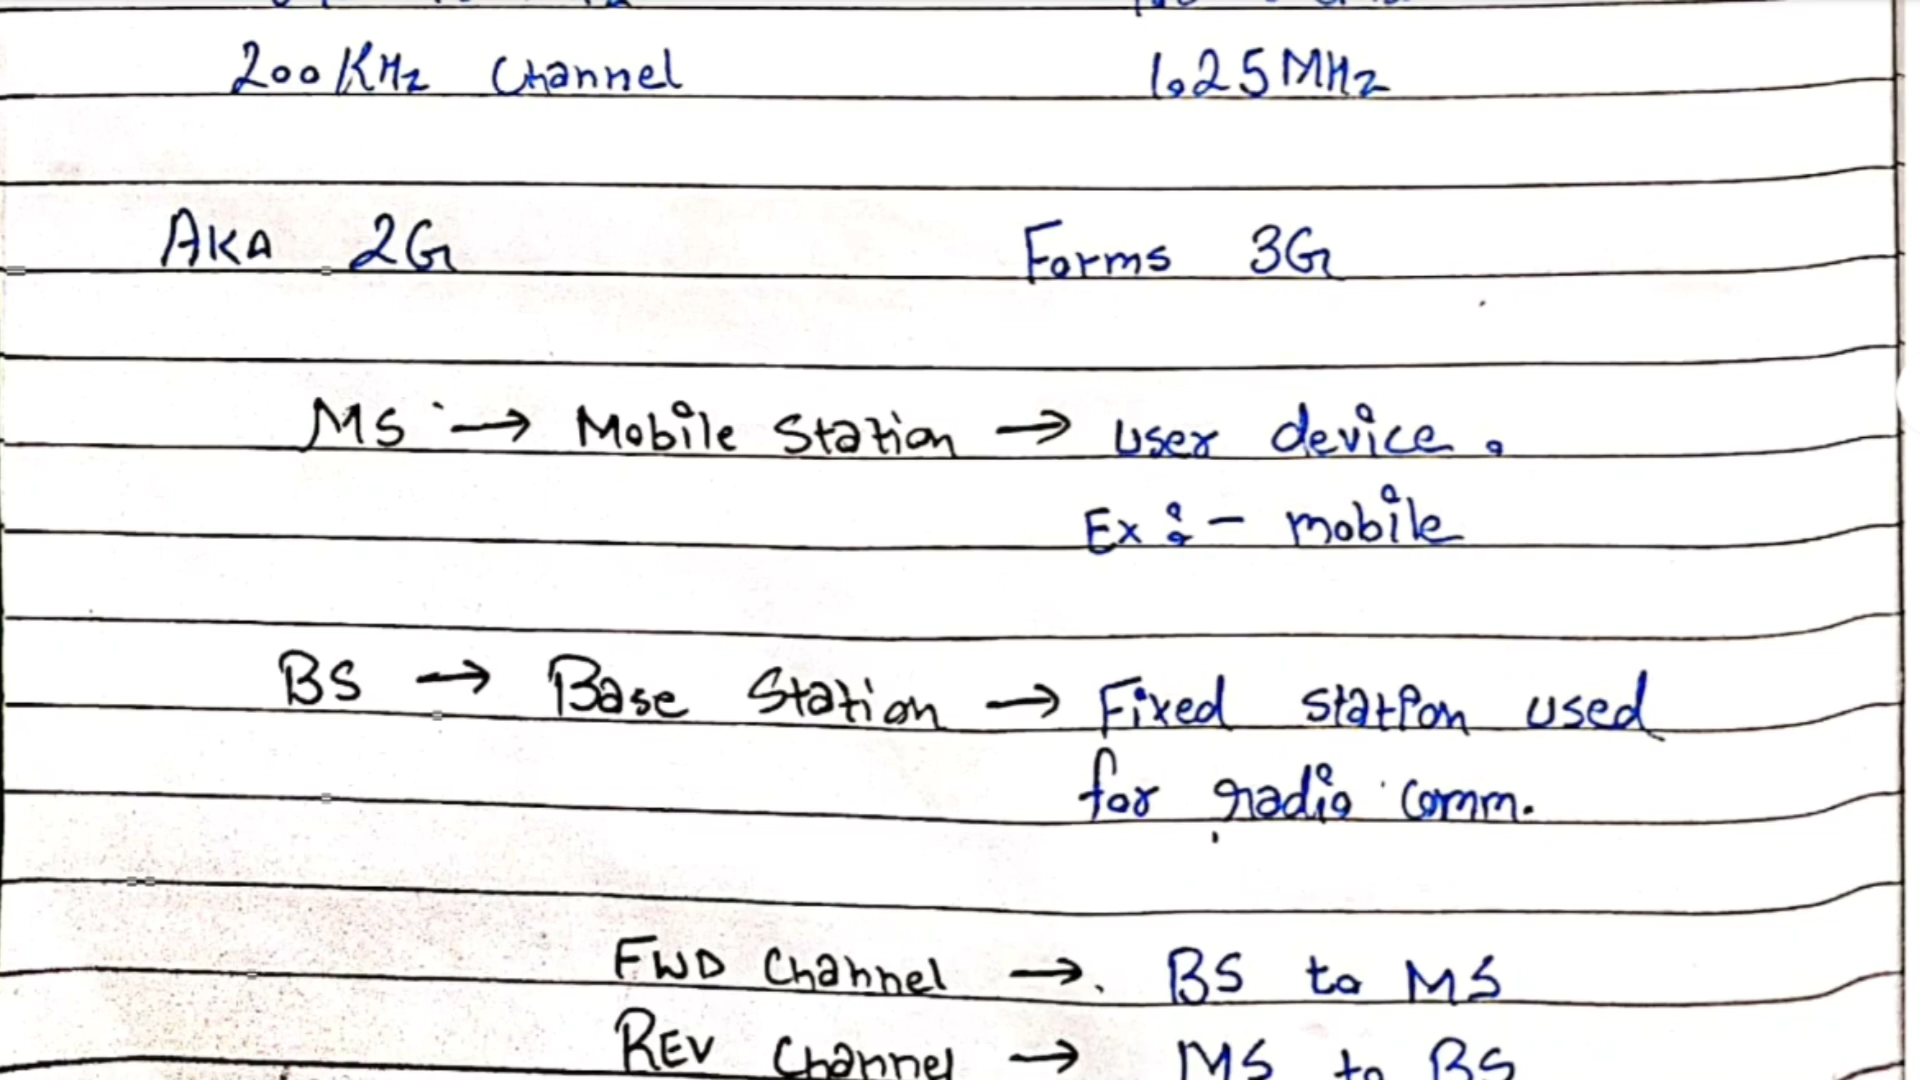 200 KHz Channel 1.25 MHz
AKA 2G Forms 3G
MS → Mobile Station → user device.
Ex :- mobile
BS → Base Station → Fixed station used
for radio comm.
FWD Channel → BS to MS
REV Channel → MS to BS